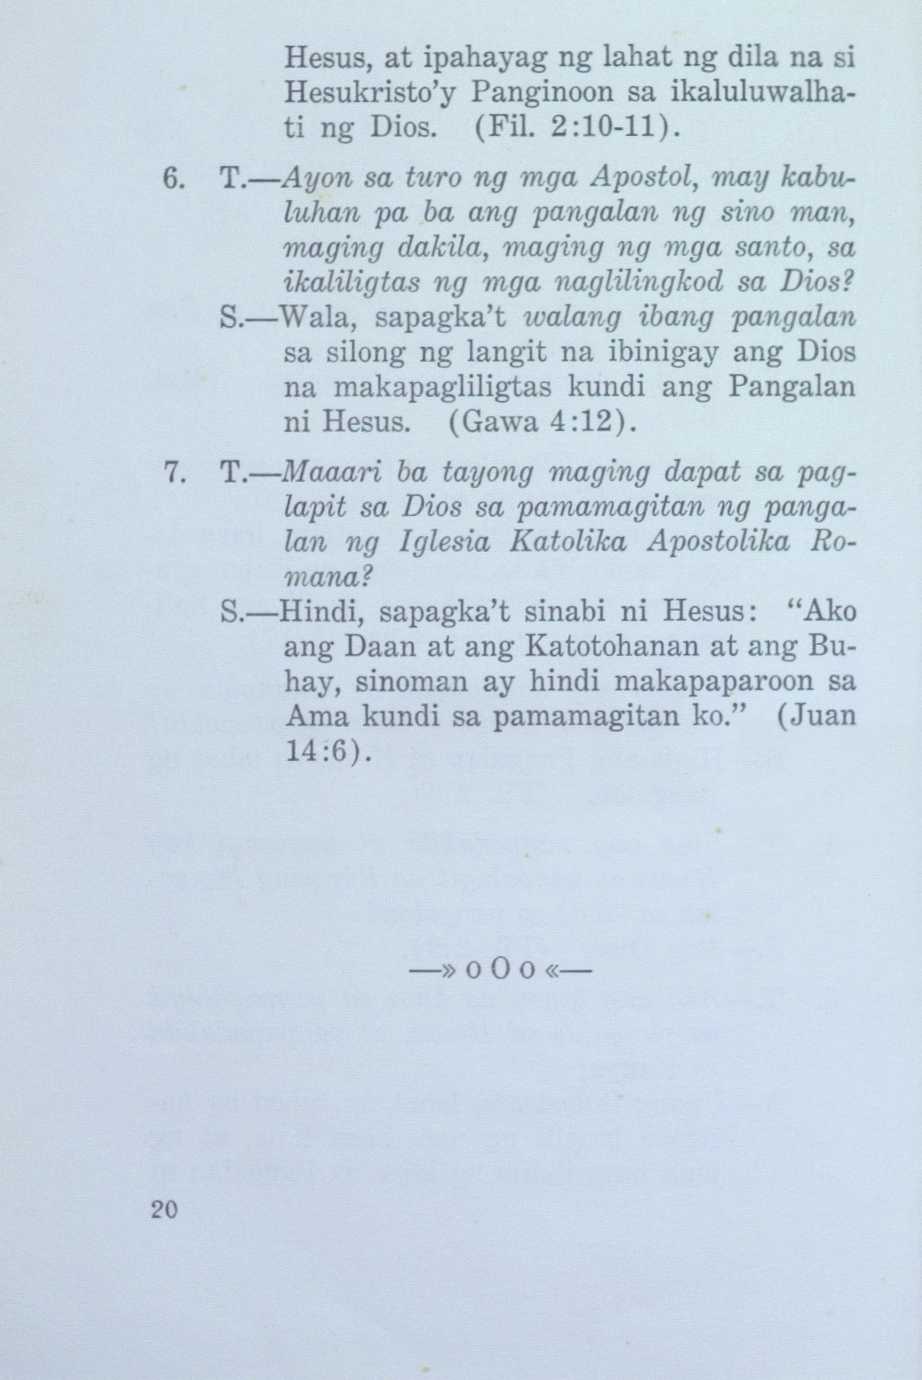 Hesus, at ipahayag ng lahat ng dila na si
Hesukristo’y Panginoon sa ikaluluwalha-
ti ng Dios. (Fil. 2:10-11).
6. T.—Ayon sa turo ng mga Apostol, may kabu-
luhan pa ba ang pangalan ng sino man,
maging dakila, maging ng mga santo, sa
ikaliligtas ng mga naglilingkod sa Dios?
S.—Wala, sapagka’t walang ibang pangalan
sa silong ng langit na ibinigay ang Dios
na makapagliligtas kundi ang Pangalan
ni Hesus. (Gawa 4:12).
7. T.—Maaari ba tayong maging dapat sa pag-
lapit sa Dios sa pamamagitan ng panga-
lan ng Iglesia Katolika Apostolika Ro-
mana?
S.—Hindi, sapagka’t sinabi ni Hesus: “Ako
ang Daan at ang Katotohanan at ang Bu-
hay, sinoman ay hindi makapaparoon sa
Ama kundi sa pamamagitan ko.” (Juan
14:6).
—» o O o «—
20